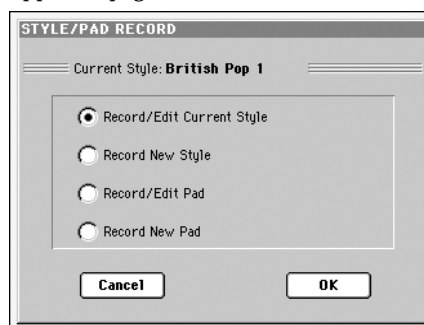 STYLE/PAD RECORD
Current Style: British Pop 1
Record/Edit Current Style
Record New Style
Record/Edit Pad
Record New Pad
Cancel OK